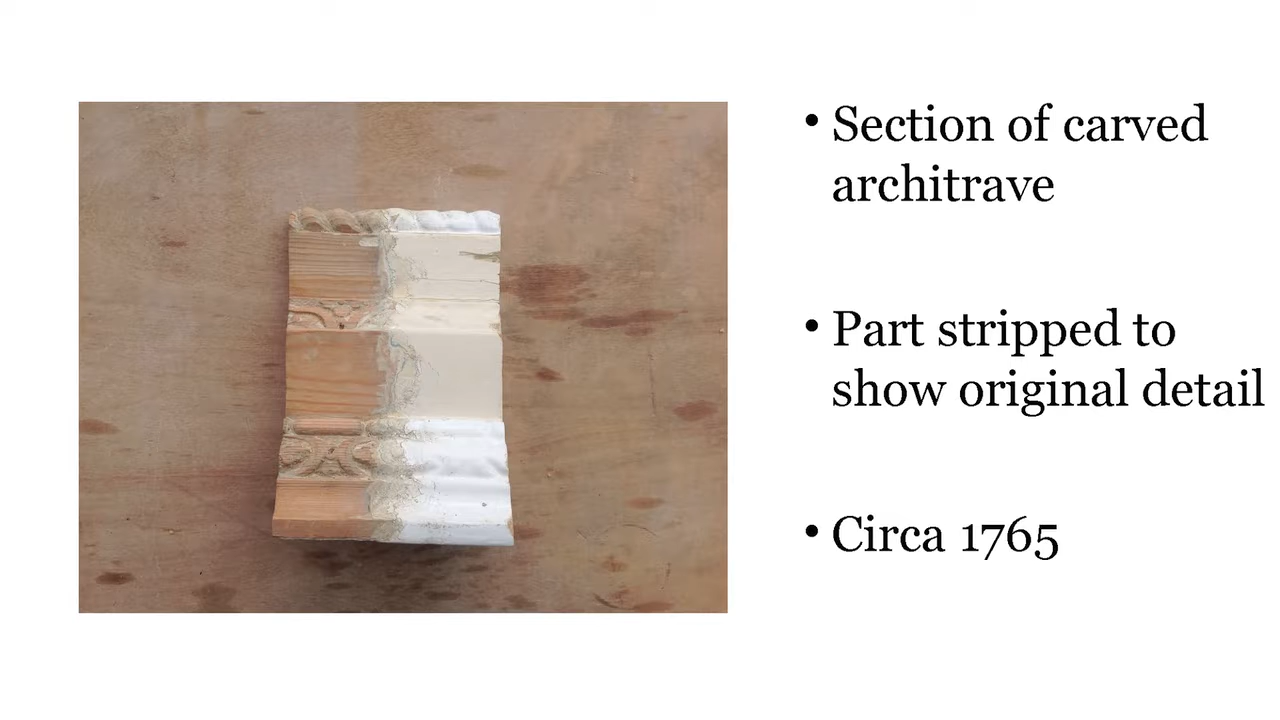 • Section of carved
architrave
• Part stripped to
show original detail
• Circa 1765